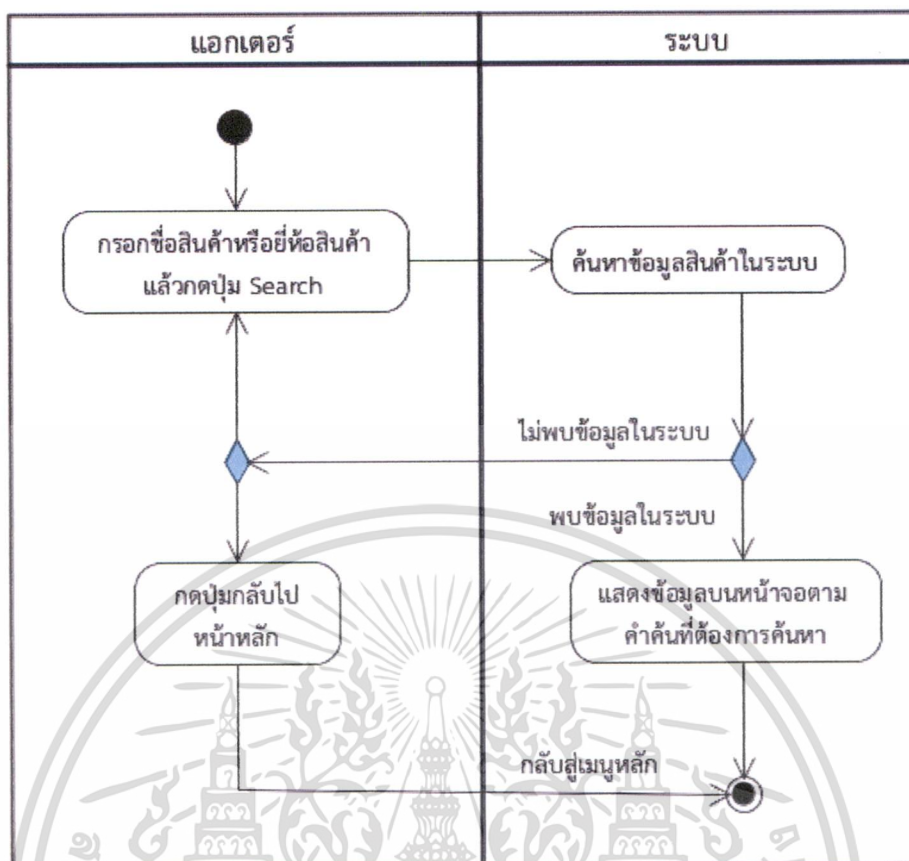 แอกเตอร์
ระบบ
กรอกชื่อสินค้าหรือยี่ห้อสินค้า
แล้วกดปุ่ม Search
ค้นหาข้อมูลสินค้าในระบบ
ไม่พบข้อมูลในระบบ
พบข้อมูลในระบบ
กดปุ่มกลับไป
หน้าหลัก
แสดงข้อมูลบนหน้าจอตาม
คำค้นที่ต้องการค้นหา
กลับสู่เมนูหลัก